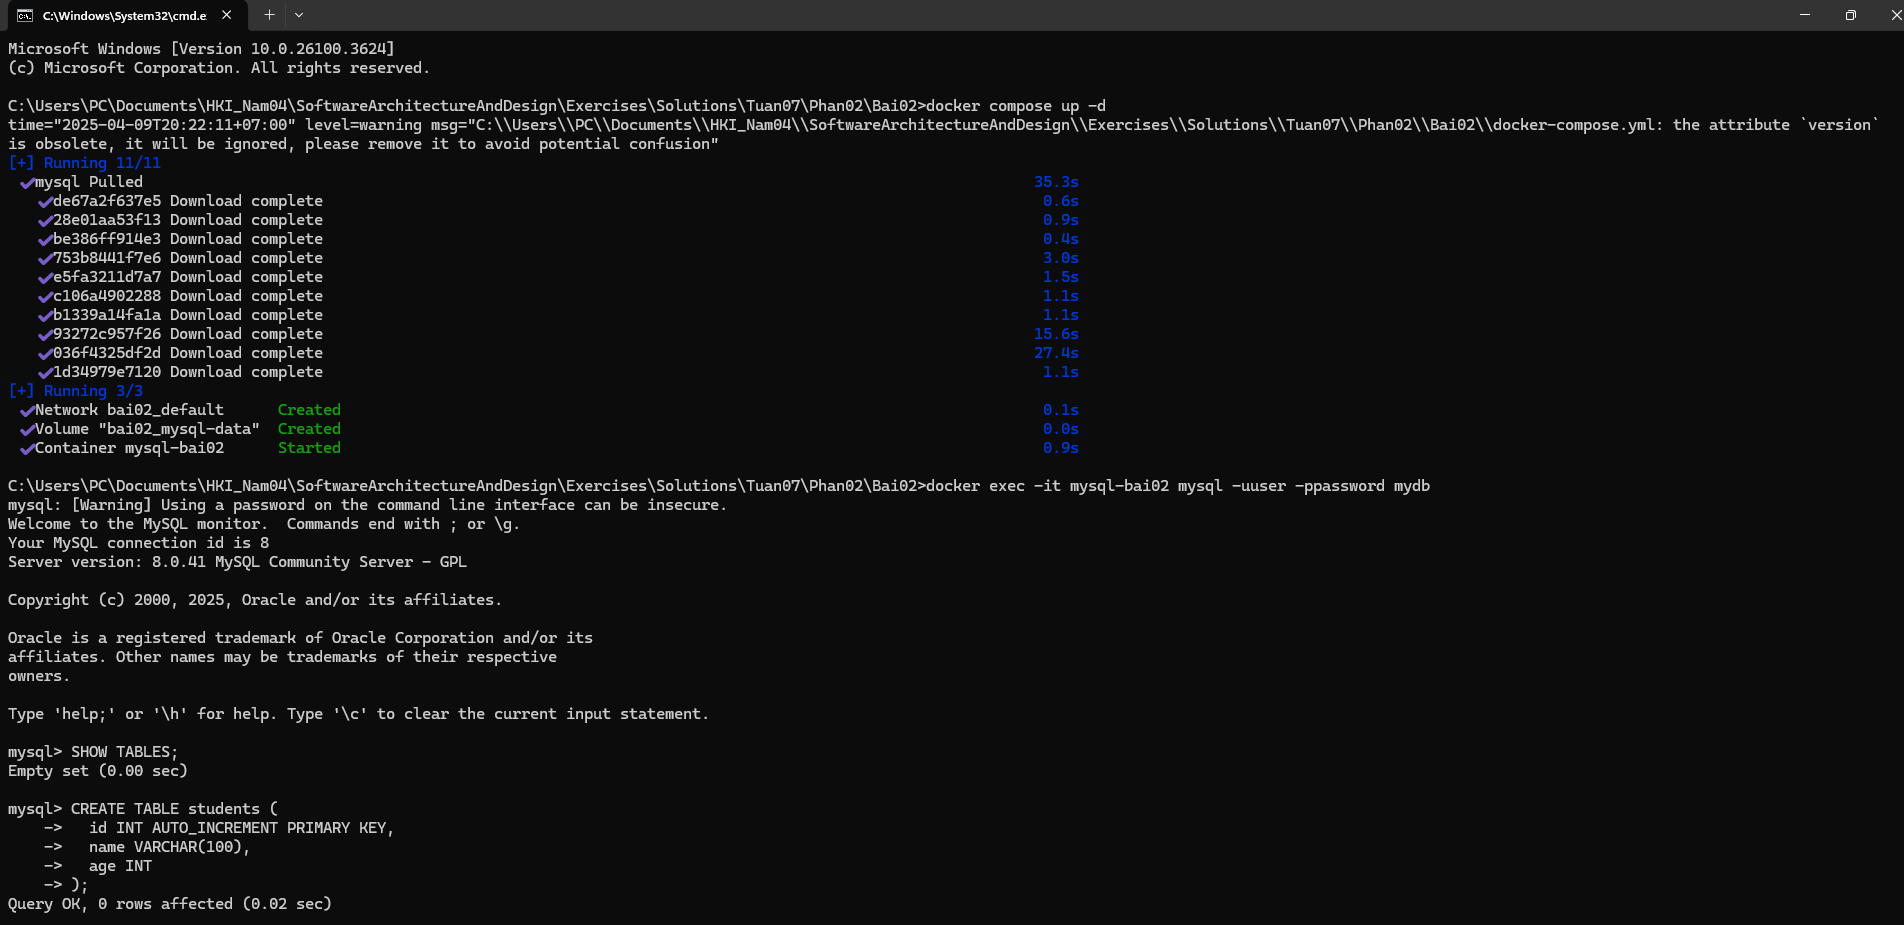 C:\Windows\System32\cmd.e
Microsoft Windows [Version 10.0.26100.3624]
(c) Microsoft Corporation. All rights reserved.
C:\Users\PC\Documents\HKI_Nam04\SoftwareArchitectureAndDesign\Exercises\Solutions\Tuan07\Phan02\Bai02>docker compose up -d
time="2025-04-09T20:22:11+07:00" level=warning msg="C:\\Users\\PC\\Documents\\HKI_Nam04\\SoftwareArchitectureAndDesign\\Exercises\\Solutions\\Tuan07\\Phan02\\Bai02\\docker-compose.yml: the attribute `version`
is obsolete, it will be ignored, please remove it to avoid potential confusion"
[+] Running 11/11
✔mysql Pulled 35.3s
✔de67a2f637e5 Download complete 0.6s
✔28e01aa53f13 Download complete 0.9s
✔be386ff914e3 Download complete 0.4s
✔753b8441f7e6 Download complete 3.0s
✔e5fa3211d7a7 Download complete 1.5s
✔c106a4902288 Download complete 1.1s
✔b1339a14fa1a Download complete 1.1s
✔93272c957f26 Download complete 15.6s
✔036f4325df2d Download complete 27.4s
✔1d34979e7120 Download complete 1.1s
[+] Running 3/3
✔Network bai02_default Created 0.1s
✔Volume "bai02_mysql-data" Created 0.0s
✔Container mysql-bai02 Started 0.9s
C:\Users\PC\Documents\HKI_Nam04\SoftwareArchitectureAndDesign\Exercises\Solutions\Tuan07\Phan02\Bai02>docker exec -it mysql-bai02 mysql -uuser -ppassword mydb
mysql: [Warning] Using a password on the command line interface can be insecure.
Welcome to the MySQL monitor.  Commands end with ; or \g.
Your MySQL connection id is 8
Server version: 8.0.41 MySQL Community Server - GPL
Copyright (c) 2000, 2025, Oracle and/or its affiliates.
Oracle is a registered trademark of Oracle Corporation and/or its
affiliates. Other names may be trademarks of their respective
owners.
Type 'help;' or '\h' for help. Type '\c' to clear the current input statement.
mysql> SHOW TABLES;
Empty set (0.00 sec)
mysql> CREATE TABLE students (
    ->   id INT AUTO_INCREMENT PRIMARY KEY,
    ->   name VARCHAR(100),
    ->   age INT
    -> );
Query OK, 0 rows affected (0.02 sec)